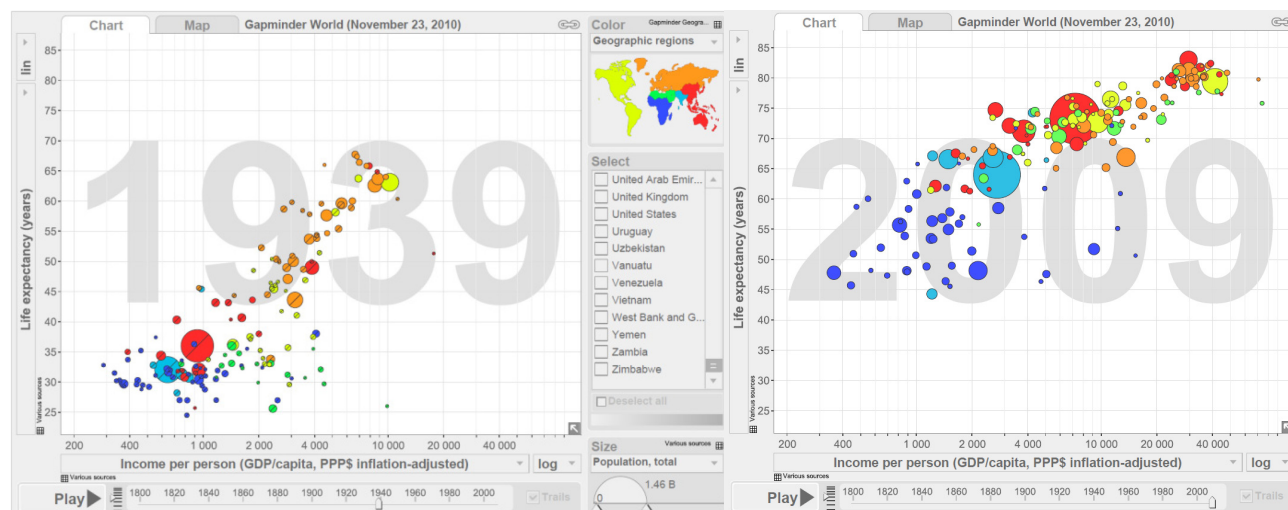 Chart
Map
Gapminder World (November 23, 2010)
lin
Life expectancy (years)
Various sources
85
80
75
70
65
60
55
50
45
40
35
30
25
1939
200
400
1 000
2 000
4 000
10 000
20 000
40 000
Income per person (GDP/capita, PPP$ inflation-adjusted)
log
Various sources
Play
1800
1820
1840
1860
1880
1900
1920
1940
1960
1980
2000
Trails
Color
Gapminder Geogra...
Geographic regions
Select
United Arab Emir...
United Kingdom
United States
Uruguay
Uzbekistan
Vanuatu
Venezuela
Vietnam
West Bank and G...
Yemen
Zambia
Zimbabwe
Deselect all
Size
Various sources
Population, total
1.46 B
0
Chart
Map
Gapminder World (November 23, 2010)
lin
Life expectancy (years)
Various sources
85
80
75
70
65
60
55
50
45
40
35
30
25
2009
200
400
1 000
2 000
4 000
10 000
20 000
40 000
Income per person (GDP/capita, PPP$ inflation-adjusted)
log
Various sources
Play
1800
1820
1840
1860
1880
1900
1920
1940
1960
1980
2000
Trails